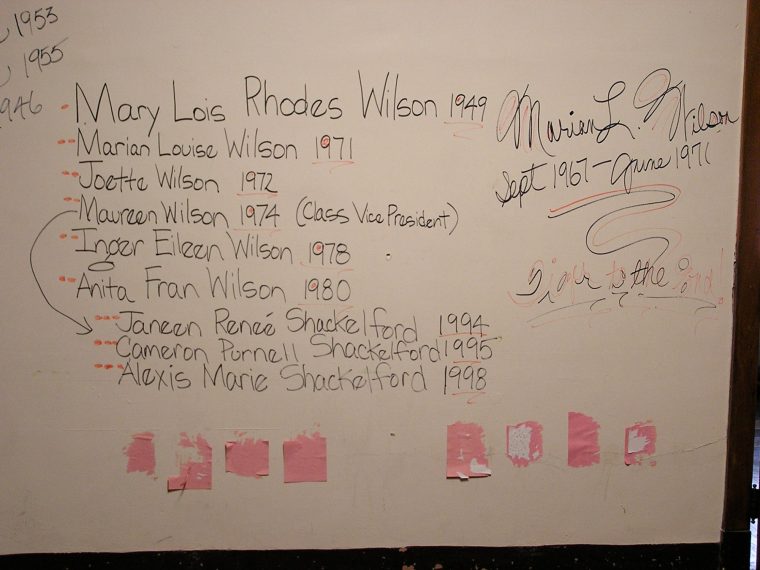 1953
1955
1946
Mary Lois Rhodes Wilson 1949
Marian Louise Wilson 1971
Joette Wilson 1972
Maureen Wilson 1974 (Class Vice President)
Inger Eileen Wilson 1978
Anita Fran Wilson 1980
Janeen Reneé Shackelford 1994
Cameron Purnell Shackelford 1995
Alexis Marie Shackelford 1998
Marian L. Wilson
Sept 1967 - June 1971
Tiger to the End!